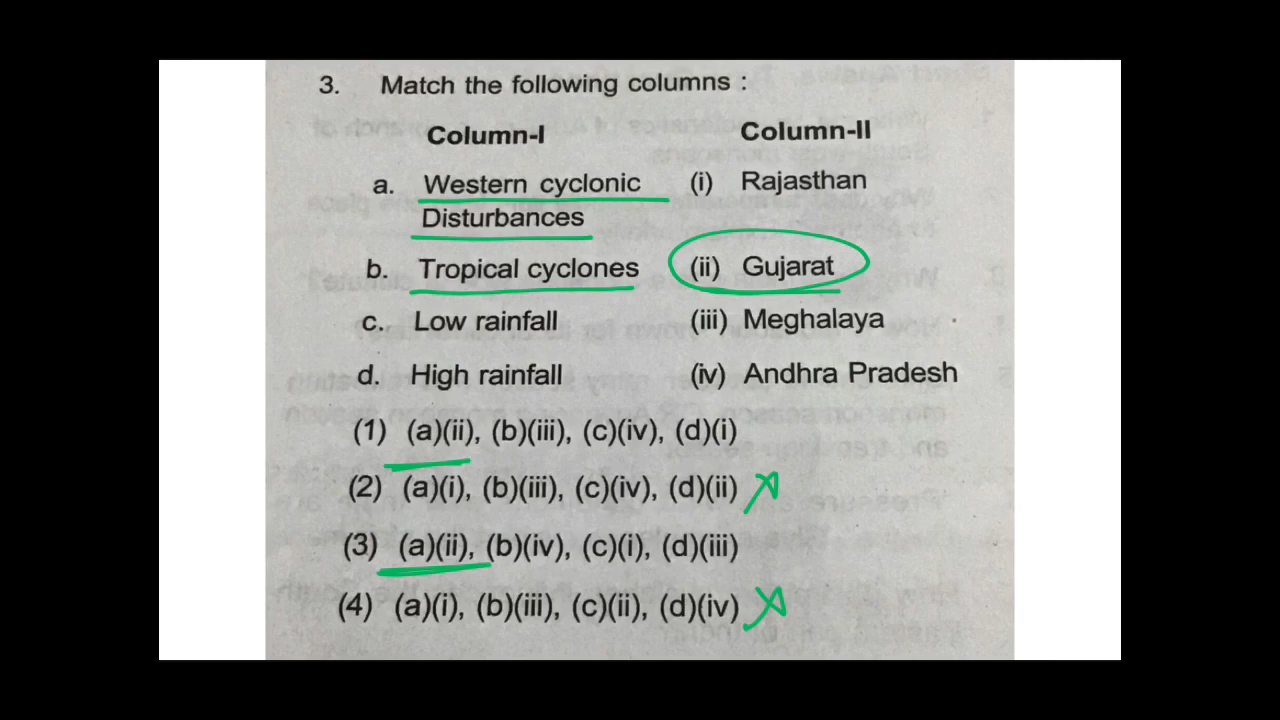 3. Match the following columns :
Column-I Column-II
a. Western cyclonic (i) Rajasthan
Disturbances
b. Tropical cyclones (ii) Gujarat
c. Low rainfall (iii) Meghalaya
d. High rainfall (iv) Andhra Pradesh
(1) (a)(ii), (b)(iii), (c)(iv), (d)(i)
(2) (a)(i), (b)(iii), (c)(iv), (d)(ii)
(3) (a)(ii), (b)(iv), (c)(i), (d)(iii)
(4) (a)(i), (b)(iii), (c)(ii), (d)(iv)